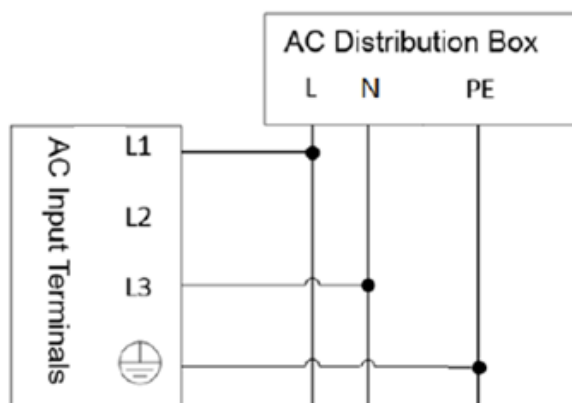 AC Distribution Box
L N PE
AC Input Terminals
L1
L2
L3